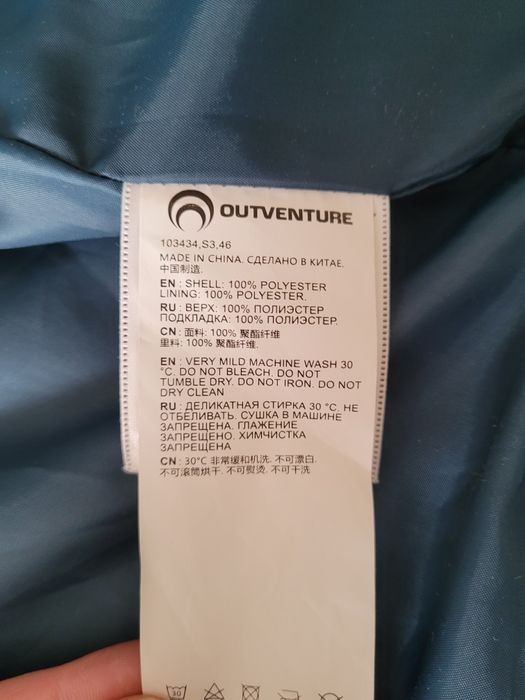 OUTVENTURE
103434,S3,46
MADE IN CHINA. СДЕЛАНО В КИТАЕ.
中国制造.
EN : SHELL: 100% POLYESTER
LINING: 100% POLYESTER.
RU : ВЕРХ: 100% ПОЛИЭСТЕР
ПОДКЛАДКА: 100% ПОЛИЭСТЕР.
CN : 面料: 100% 聚酯纤维
里料: 100% 聚酯纤维.
EN : VERY MILD MACHINE WASH 30
°C. DO NOT BLEACH. DO NOT
TUMBLE DRY. DO NOT IRON. DO NOT
DRY CLEAN
RU : ДЕЛИКАТНАЯ СТИРКА 30 °C. НЕ
ОТБЕЛИВАТЬ. СУШКА В МАШИНЕ
ЗАПРЕЩЕНА. ГЛАЖЕНИЕ
ЗАПРЕЩЕНО. ХИМЧИСТКА
ЗАПРЕЩЕНА
CN : 30°C 非常缓和机洗. 不可漂白.
不可滚筒烘干. 不可熨烫. 不可干洗
30